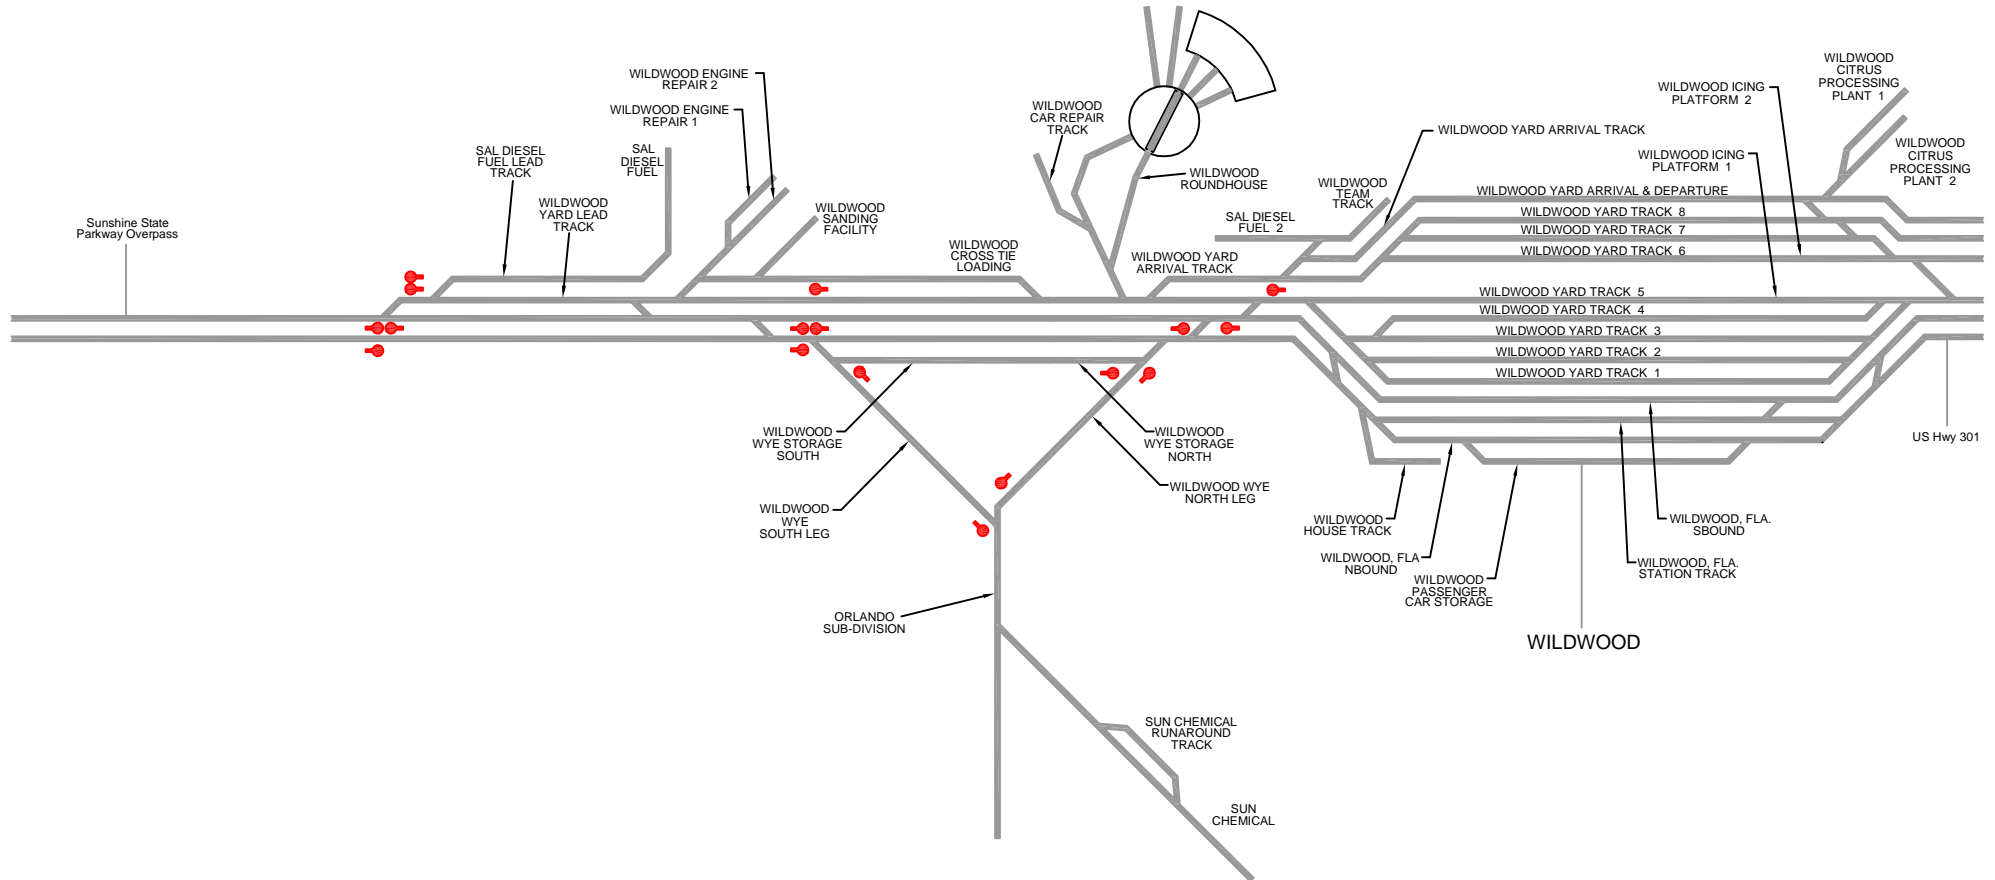 WILDWOOD
CITRUS
PROCESSING
PLANT 1
WILDWOOD ENGINE
REPAIR 2
WILDWOOD ICING
PLATFORM 2
WILDWOOD ENGINE
REPAIR 1
WILDWOOD
CAR REPAIR
TRACK
WILDWOOD YARD ARRIVAL TRACK
SAL DIESEL
FUEL LEAD
TRACK
SAL
DIESEL
FUEL
WILDWOOD ICING
PLATFORM 1
WILDWOOD
CITRUS
PROCESSING
PLANT 2
WILDWOOD
ROUNDHOUSE
WILDWOOD
TEAM
TRACK
WILDWOOD YARD ARRIVAL & DEPARTURE
Sunshine State
Parkway Overpass
WILDWOOD
YARD LEAD
TRACK
WILDWOOD
SANDING
FACILITY
SAL DIESEL
FUEL 2
WILDWOOD YARD TRACK 8
WILDWOOD YARD TRACK 7
WILDWOOD
CROSS TIE
LOADING
WILDWOOD YARD
ARRIVAL TRACK
WILDWOOD YARD TRACK 6
WILDWOOD YARD TRACK 5
WILDWOOD YARD TRACK 4
WILDWOOD YARD TRACK 3
WILDWOOD YARD TRACK 2
WILDWOOD YARD TRACK 1
WILDWOOD
WYE STORAGE
SOUTH
WILDWOOD
WYE STORAGE
NORTH
US Hwy 301
WILDWOOD WYE
NORTH LEG
WILDWOOD
WYE
SOUTH LEG
WILDWOOD
HOUSE TRACK
WILDWOOD, FLA.
SBOUND
WILDWOOD, FLA
NBOUND
WILDWOOD, FLA.
STATION TRACK
WILDWOOD
PASSENGER
CAR STORAGE
ORLANDO
SUB-DIVISION
WILDWOOD
SUN CHEMICAL
RUNAROUND
TRACK
SUN
CHEMICAL